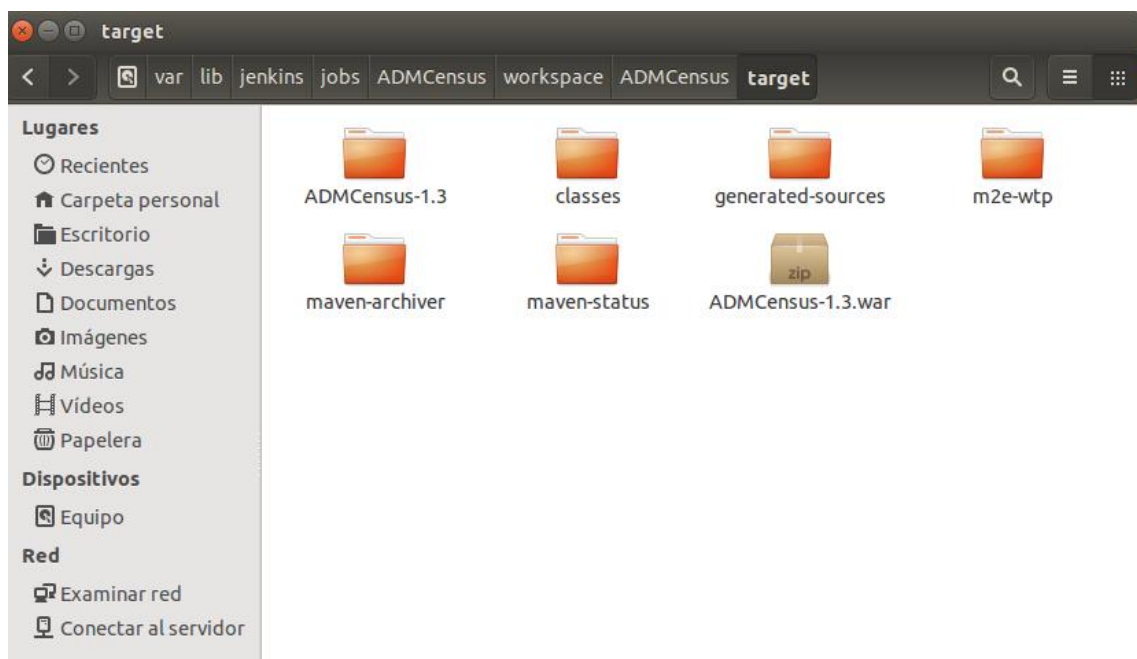 target
var lib jenkins jobs ADMCensus workspace ADMCensus target
Lugares
Recientes
Carpeta personal
Escritorio
Descargas
Documentos
Imágenes
Música
Vídeos
Papelera
Dispositivos
Equipo
Red
Examinar red
Conectar al servidor
ADMCensus-1.3 classes generated-sources m2e-wtp
zip
maven-archiver maven-status ADMCensus-1.3.war